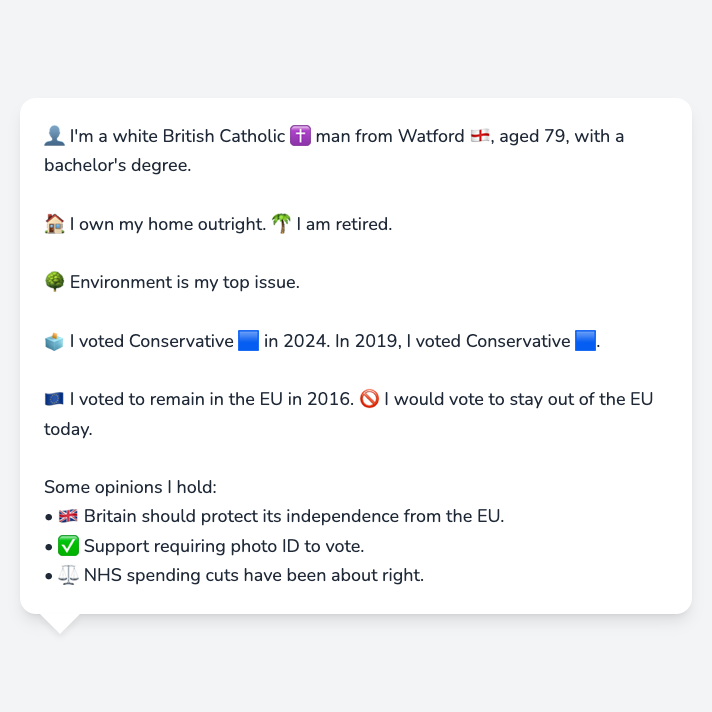 👤 I'm a white British Catholic ✝️ man from Watford 🏴󠁧󠁢󠁥󠁮󠁧󠁿, aged 79, with a
bachelor's degree.
🏠 I own my home outright. 🌴 I am retired.
🌳 Environment is my top issue.
🗳️ I voted Conservative 🟦 in 2024. In 2019, I voted Conservative 🟦.
🇪🇺 I voted to remain in the EU in 2016. 🚫 I would vote to stay out of the EU
today.
Some opinions I hold:
• 🇬🇧 Britain should protect its independence from the EU.
• ✅ Support requiring photo ID to vote.
• ⚖️ NHS spending cuts have been about right.